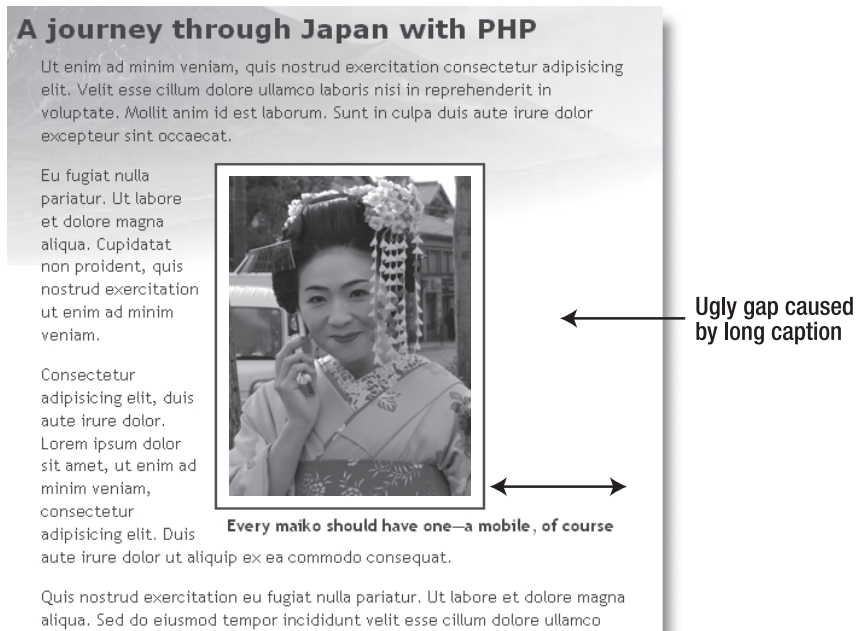 A journey through Japan with PHP
Ut enim ad minim veniam, quis nostrud exercitation consectetur adipisicing
elit. Velit esse cillum dolore ullamco laboris nisi in reprehenderit in
voluptate. Mollit anim id est laborum. Sunt in culpa duis aute irure dolor
excepteur sint occaecat.
Eu fugiat nulla
pariatur. Ut labore
et dolore magna
aliqua. Cupidatat
non proident, quis
nostrud exercitation
ut enim ad minim
veniam.
Consectetur
adipisicing elit, duis
aute irure dolor.
Lorem ipsum dolor
sit amet, ut enim ad
minim veniam,
consectetur
adipisicing elit. Duis
aute irure dolor ut aliquip ex ea commodo consequat.
Every maiko should have one—a mobile, of course
Ugly gap caused
by long caption
Quis nostrud exercitation eu fugiat nulla pariatur. Ut labore et dolore magna
aliqua. Sed do eiusmod tempor incididunt velit esse cillum dolore ullamco